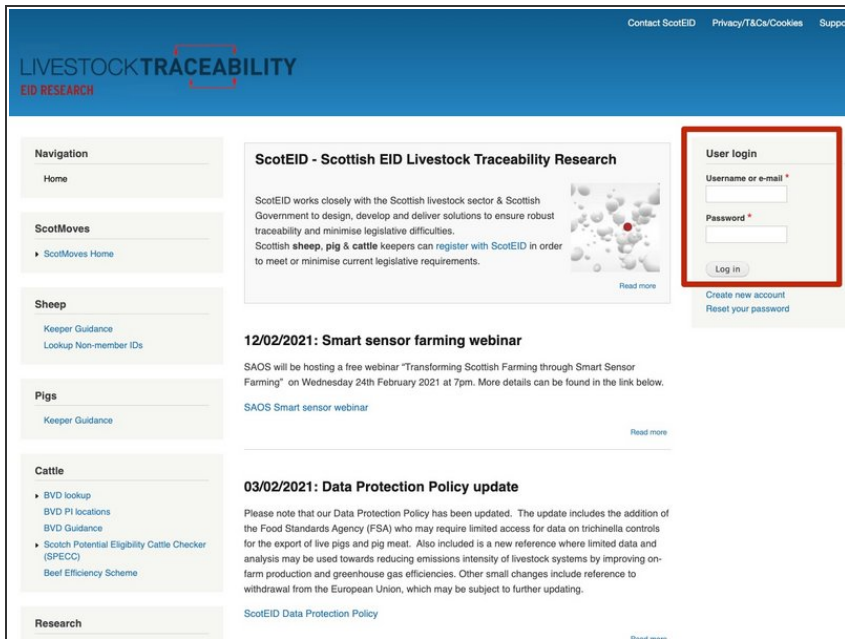 Contact ScotEID Privacy/T&Cs/Cookies
LIVESTOCKTRACEABILITY
EID RESEARCH
Navigation
Home
ScotMoves
ScotMoves Home
Sheep
Keeper Guidance
Lookup Non-member IDs
Pigs
Keeper Guidance
Cattle
BVD lookup
BVD PI locations
BVD Guidance
Scotch Potential Eligibility Cattle Checker
(SPECC)
Beef Efficiency Scheme
Research
ScotEID - Scottish EID Livestock Traceability Research
ScotEID works closely with the Scottish livestock sector & Scottish
Government to design, develop and deliver solutions to ensure robust
traceability and minimise legislative difficulties.
Scottish sheep, pig & cattle keepers can register with ScotEID in order
to meet or minimise current legislative requirements.
Read more
12/02/2021: Smart sensor farming webinar
SAOS will be hosting a free webinar "Transforming Scottish Farming through Smart Sensor
Farming" on Wednesday 24th February 2021 at 7pm. More details can be found in the link below.
SAOS Smart sensor webinar
Read more
03/02/2021: Data Protection Policy update
Please note that our Data Protection Policy has been updated. The update includes the addition of
the Food Standards Agency (FSA) who may require limited access for data on trichinella controls
for the export of live pigs and pig meat. Also included is a new reference where limited data and
analysis may be used towards reducing emissions intensity of livestock systems by improving on-
farm production and greenhouse gas efficiencies. Other small changes include reference to
withdrawal from the European Union, which may be subject to further updating.
ScotEID Data Protection Policy
Read more
User login
Username or e-mail *
Password *
Log in
Create new account
Reset your password